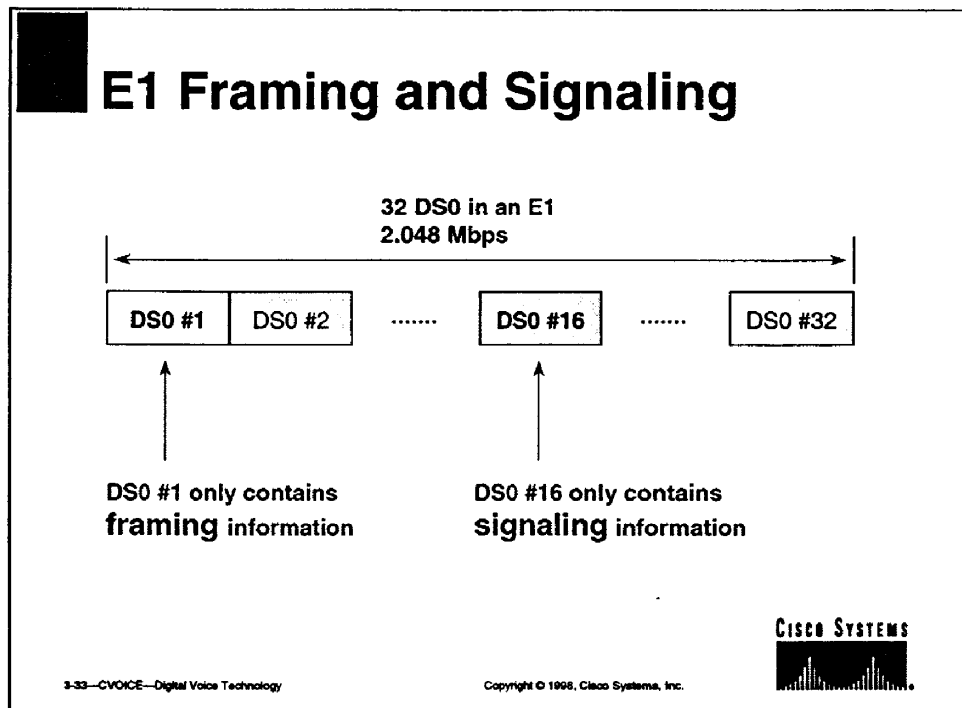 E1 Framing and Signaling
32 DS0 in an E1
2.048 Mbps
DS0 #1
DS0 #2
.......
DS0 #16
.......
DS0 #32
DS0 #1 only contains
framing information
DS0 #16 only contains
signaling information
CISCO SYSTEMS
3-33—CVOICE—Digital Voice Technology
Copyright © 1998, Cisco Systems, Inc.